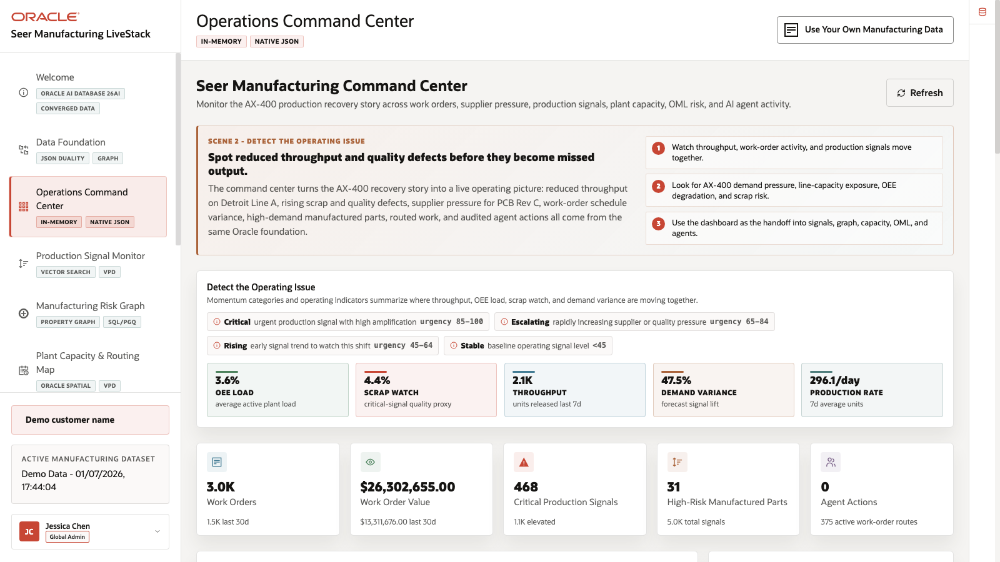 ORACLE
Seer Manufacturing LiveStack
Welcome
ORACLE AI DATABASE 26AI
CONVERGED DATA
Data Foundation
JSON DUALITY
GRAPH
Operations Command
Center
IN-MEMORY
NATIVE JSON
Production Signal Monitor
VECTOR SEARCH
VPD
Manufacturing Risk Graph
PROPERTY GRAPH
SQL/PGQ
Plant Capacity & Routing
Map
ORACLE SPATIAL
VPD
Demo customer name
ACTIVE MANUFACTURING DATASET
Demo Data - 01/07/2026,
17:44:04
JC
Jessica Chen
Global Admin
Operations Command Center
IN-MEMORY
NATIVE JSON
Use Your Own Manufacturing Data
Seer Manufacturing Command Center
Monitor the AX-400 production recovery story across work orders, supplier pressure, production signals, plant capacity, OML risk, and AI agent activity.
Refresh
SCENE 2 - DETECT THE OPERATING ISSUE
Spot reduced throughput and quality defects before they become missed
output.
The command center turns the AX-400 recovery story into a live operating picture: reduced throughput
on Detroit Line A, rising scrap and quality defects, supplier pressure for PCB Rev C, work-order schedule
variance, high-demand manufactured parts, routed work, and audited agent actions all come from the
same Oracle foundation.
1
Watch throughput, work-order activity, and production signals move
together.
2
Look for AX-400 demand pressure, line-capacity exposure, OEE
degradation, and scrap risk.
3
Use the dashboard as the handoff into signals, graph, capacity, OML, and
agents.
Detect the Operating Issue
Momentum categories and operating indicators summarize where throughput, OEE load, scrap watch, and demand variance are moving together.
Critical urgent production signal with high amplification urgency 85–100
Escalating rapidly increasing supplier or quality pressure urgency 65–84
Rising early signal trend to watch this shift urgency 45–64
Stable baseline operating signal level <45
3.6%
OEE LOAD
average active plant load
4.4%
SCRAP WATCH
critical-signal quality proxy
2.1K
THROUGHPUT
units released last 7d
47.5%
DEMAND VARIANCE
forecast signal lift
296.1/day
PRODUCTION RATE
7d average units
3.0K
Work Orders
1.5K last 30d
$26,302,655.00
Work Order Value
$13,311,676.00 last 30d
468
Critical Production Signals
1.1K elevated
31
High-Risk Manufactured Parts
5.0K total signals
0
Agent Actions
375 active work-order routes